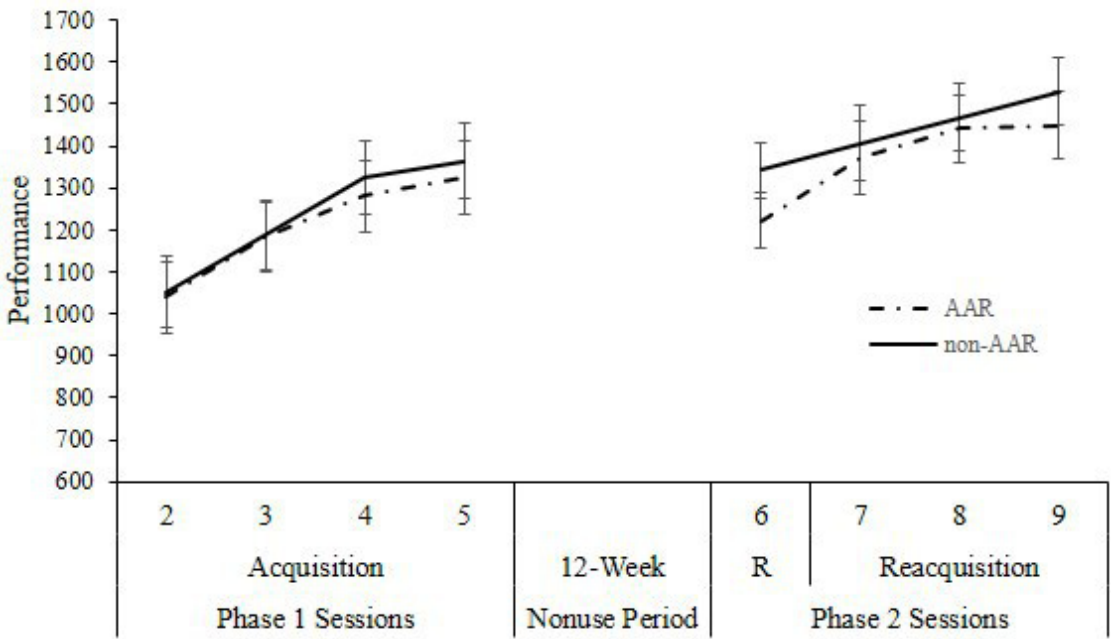 1700
1600
1500
1400
1300
1200
1100
1000
900
800
700
600
Performance
AAR
non-AAR
2 3 4 5 6 7 8 9
Acquisition 12-Week R Reacquisition
Phase 1 Sessions Nonuse Period Phase 2 Sessions